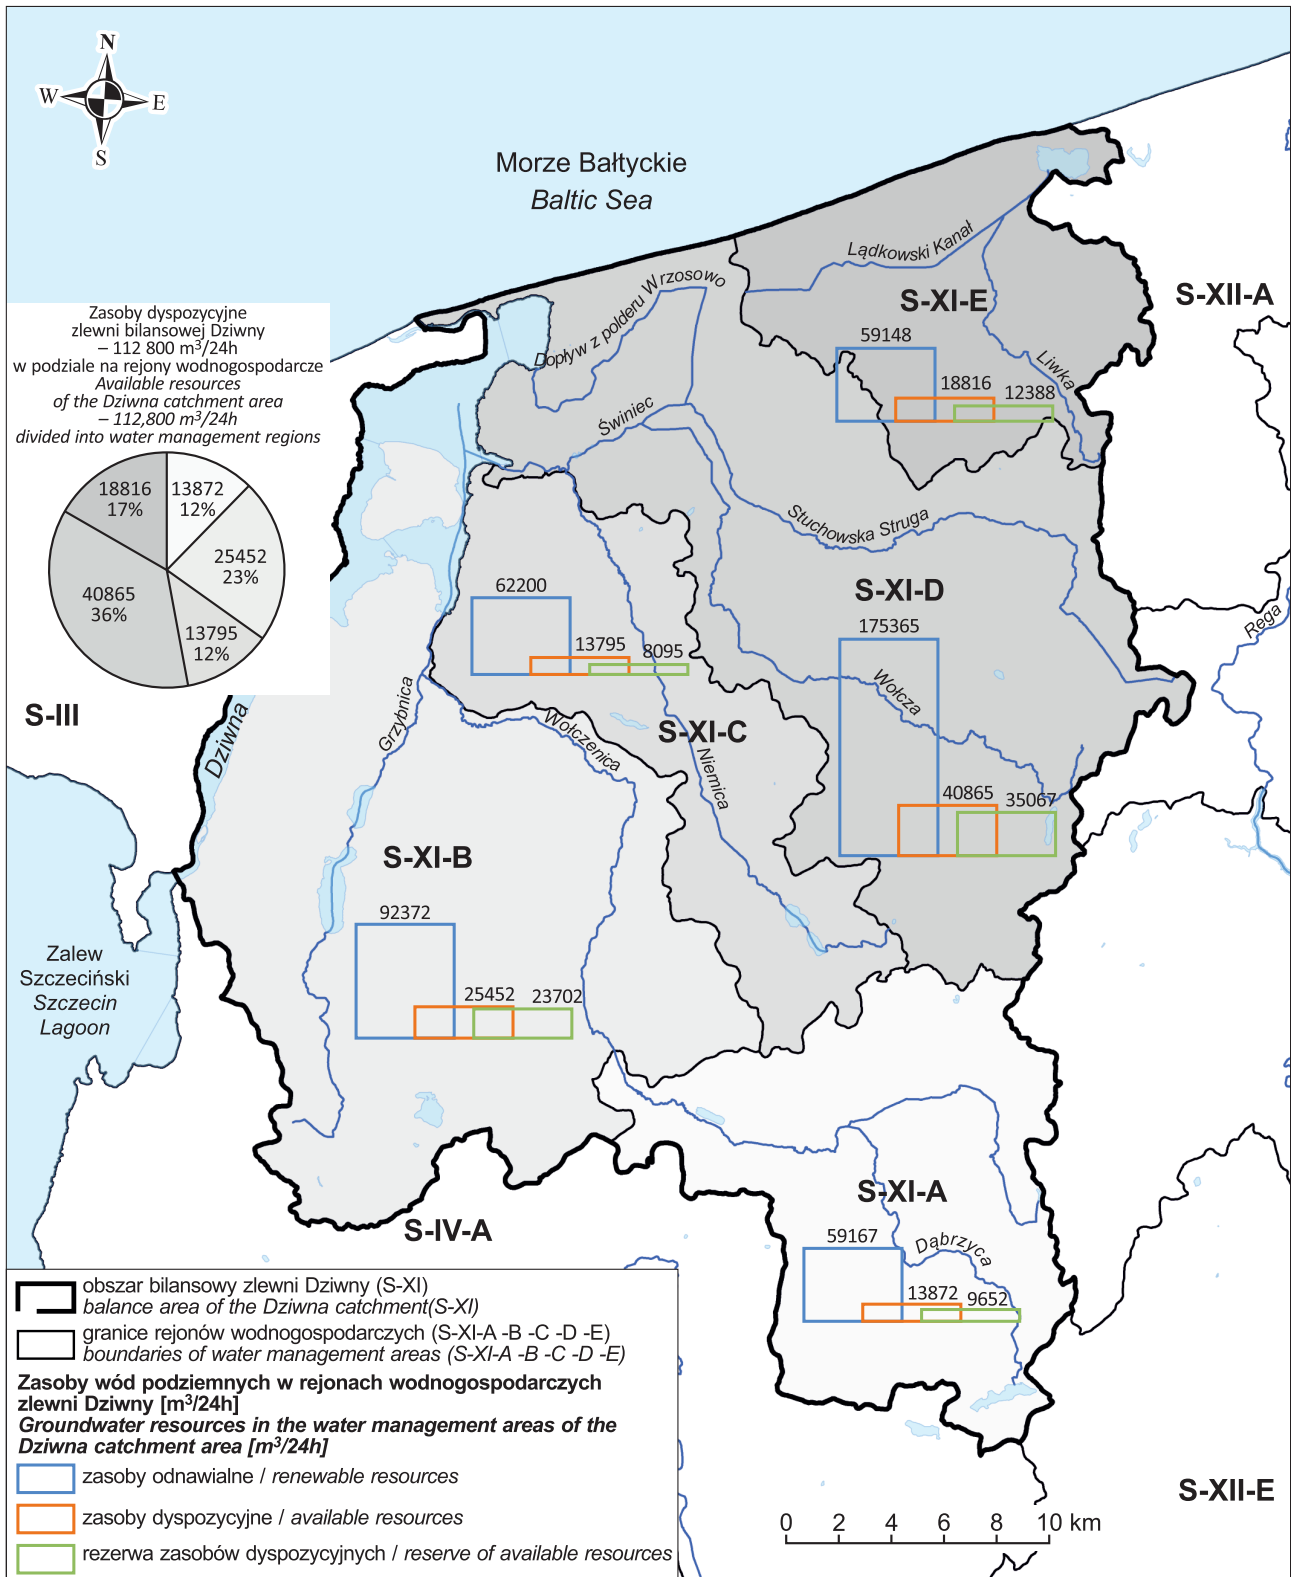 N
W
E
S
Morze Bałtyckie
Baltic Sea
Lądkowski Kanał
S-XI-E
S-XII-A
Dopływ z polderu Wrzosowo
59148
18816
12388
Liwka
Świniec
Zasoby dyspozycyjne
zlewni bilansowej Dziwny
– 112 800 m³/24h
w podziale na rejony wodnogospodarcze
Available resources
of the Dziwna catchment area
– 112,800 m³/24h
divided into water management regions
18816
17%
13872
12%
25452
23%
40865
36%
13795
12%
Stuchowska Struga
S-XI-D
175365
62200
13795
8095
Rega
S-III
Dziwna
Grzybnica
Wołczenica
S-XI-C
Niemica
Wołcza
40865
35067
S-XI-B
92372
25452
23702
Zalew
Szczeciński
Szczecin
Lagoon
S-XI-A
S-IV-A
59167
Dąbrzyca
13872
9652
obszar bilansowy zlewni Dziwny (S-XI)
balance area of the Dziwna catchment(S-XI)
granice rejonów wodnogospodarczych (S-XI-A -B -C -D -E)
boundaries of water management areas (S-XI-A -B -C -D -E)
Zasoby wód podziemnych w rejonach wodnogospodarczych
zlewni Dziwny [m³/24h]
Groundwater resources in the water management areas of the
Dziwna catchment area [m³/24h]
zasoby odnawialne / renewable resources
zasoby dyspozycyjne / available resources
rezerwa zasobów dyspozycyjnych / reserve of available resources
S-XII-E
0 2 4 6 8 10 km